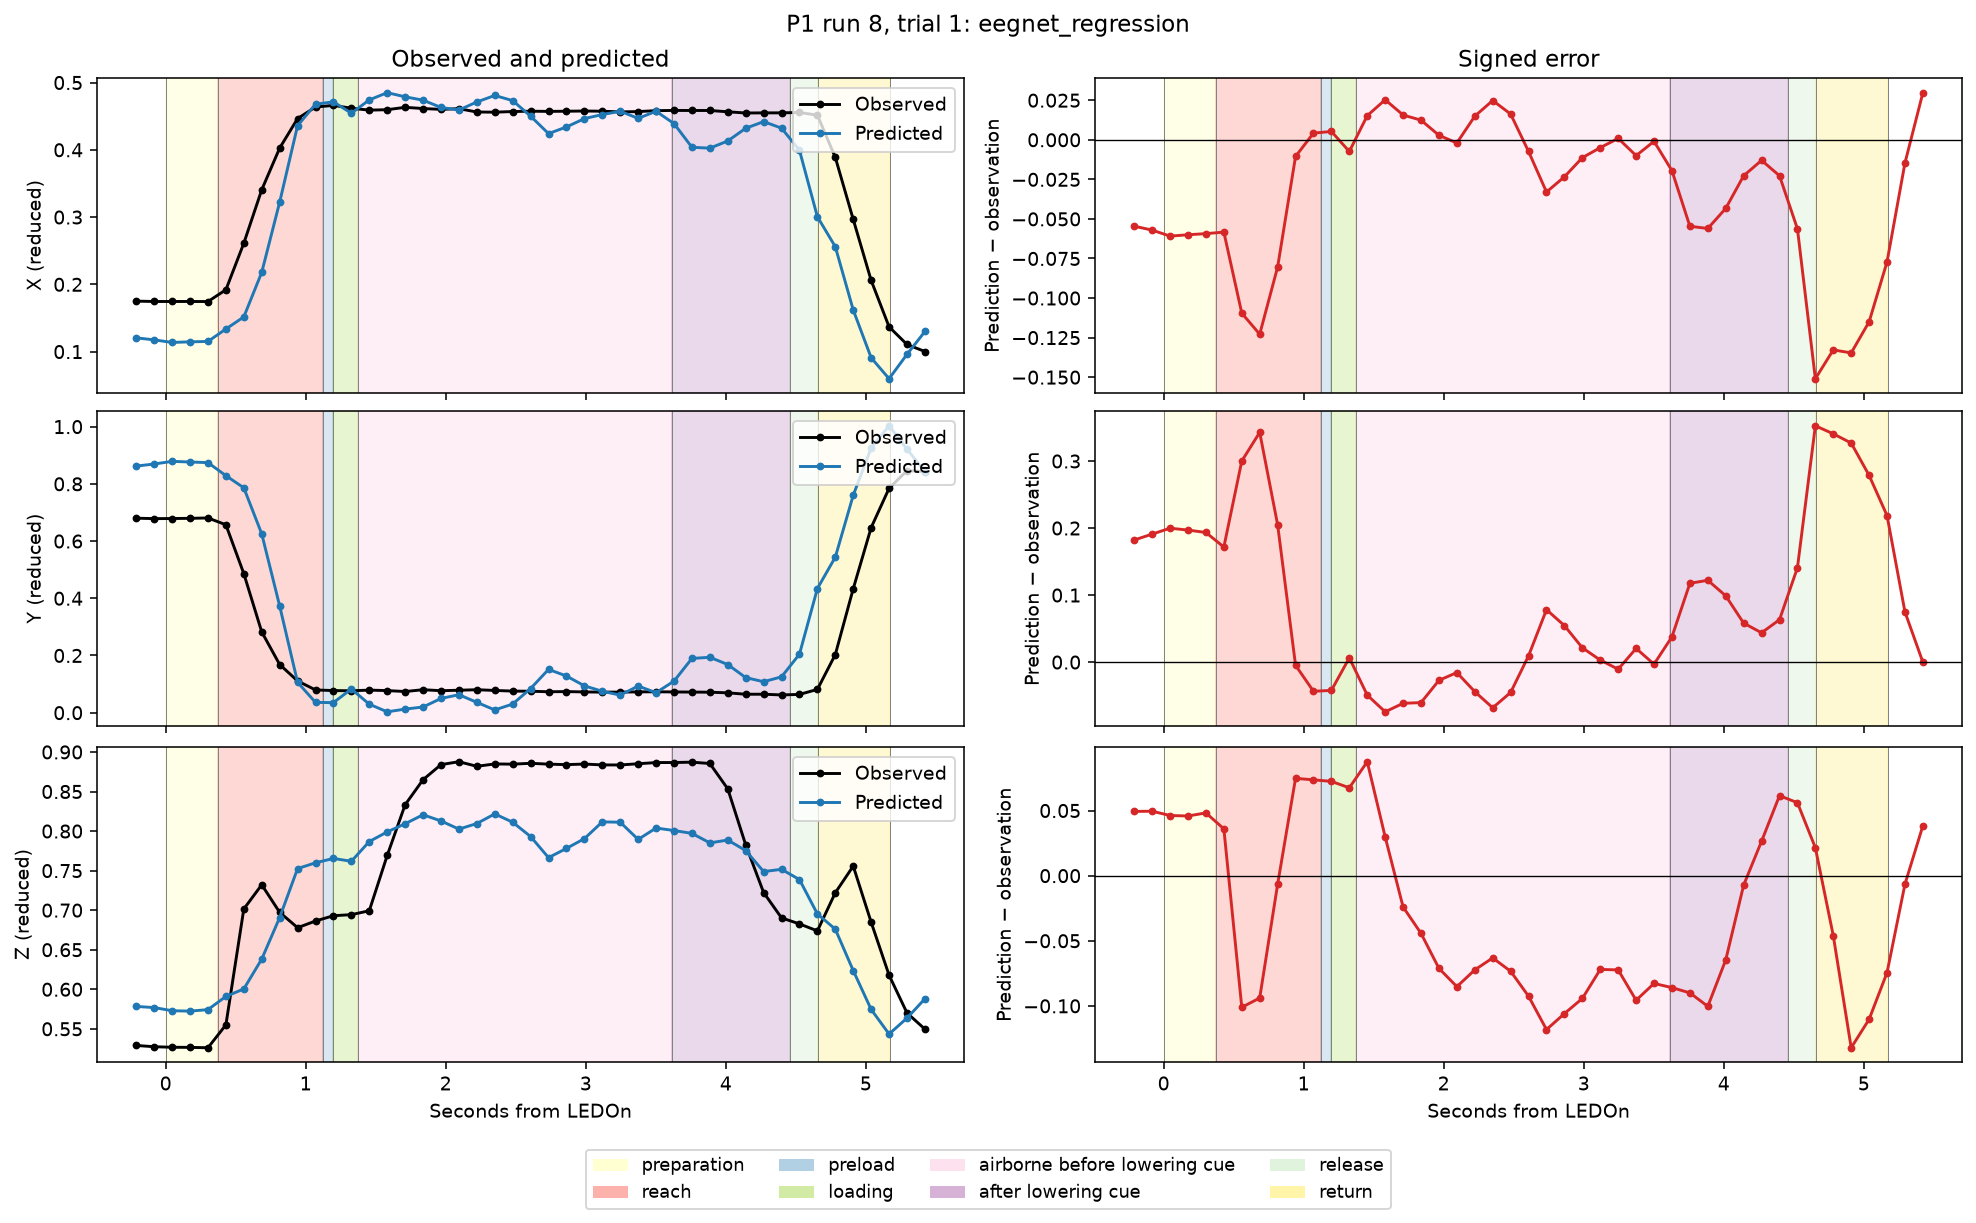 P1 run 8, trial 1: eegnet_regression
Observed and predicted
Signed error
X (reduced)
0.5
0.4
0.3
0.2
0.1
Observed
Predicted
Prediction − observation
0.025
0.000
−0.025
−0.050
−0.075
−0.100
−0.125
−0.150
Y (reduced)
1.0
0.8
0.6
0.4
0.2
0.0
Observed
Predicted
Prediction − observation
0.3
0.2
0.1
0.0
Z (reduced)
0.90
0.85
0.80
0.75
0.70
0.65
0.60
0.55
Observed
Predicted
0 1 2 3 4 5
Seconds from LEDOn
Prediction − observation
0.05
0.00
−0.05
−0.10
0 1 2 3 4 5
Seconds from LEDOn
preparation preload airborne before lowering cue release
reach loading after lowering cue return